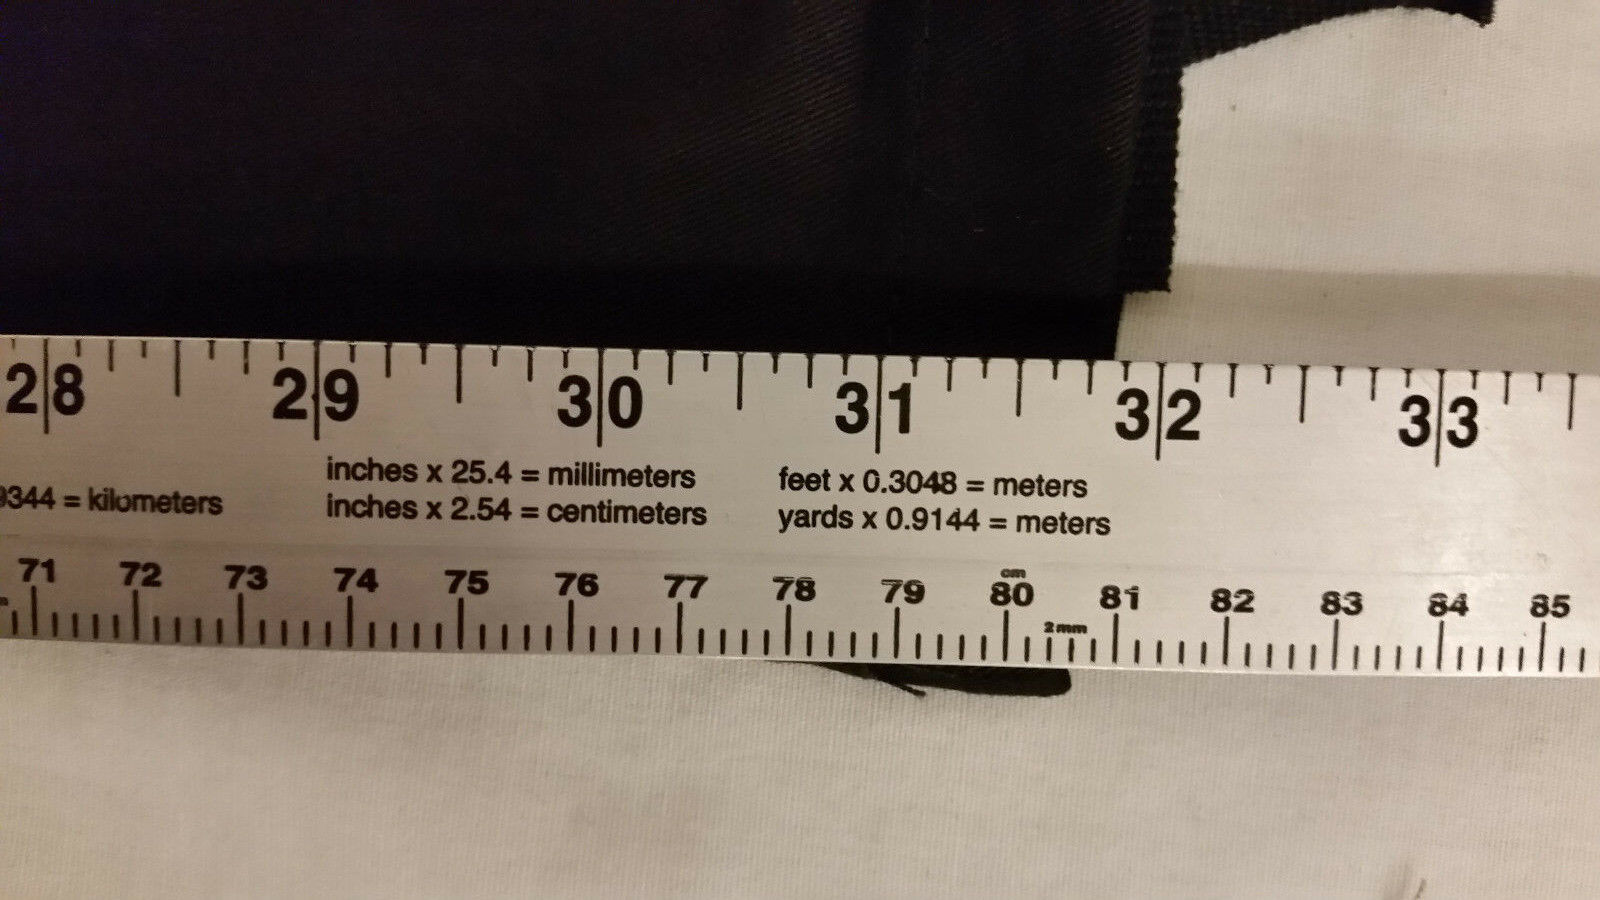 28 29 30 31 32 33
inches x 25.4 = millimeters
inches x 2.54 = centimeters
feet x 0.3048 = meters
yards x 0.9144 = meters
9344 = kilometers
cm
71 72 73 74 75 76 77 78 79 80 81 82 83 84 85
2mm